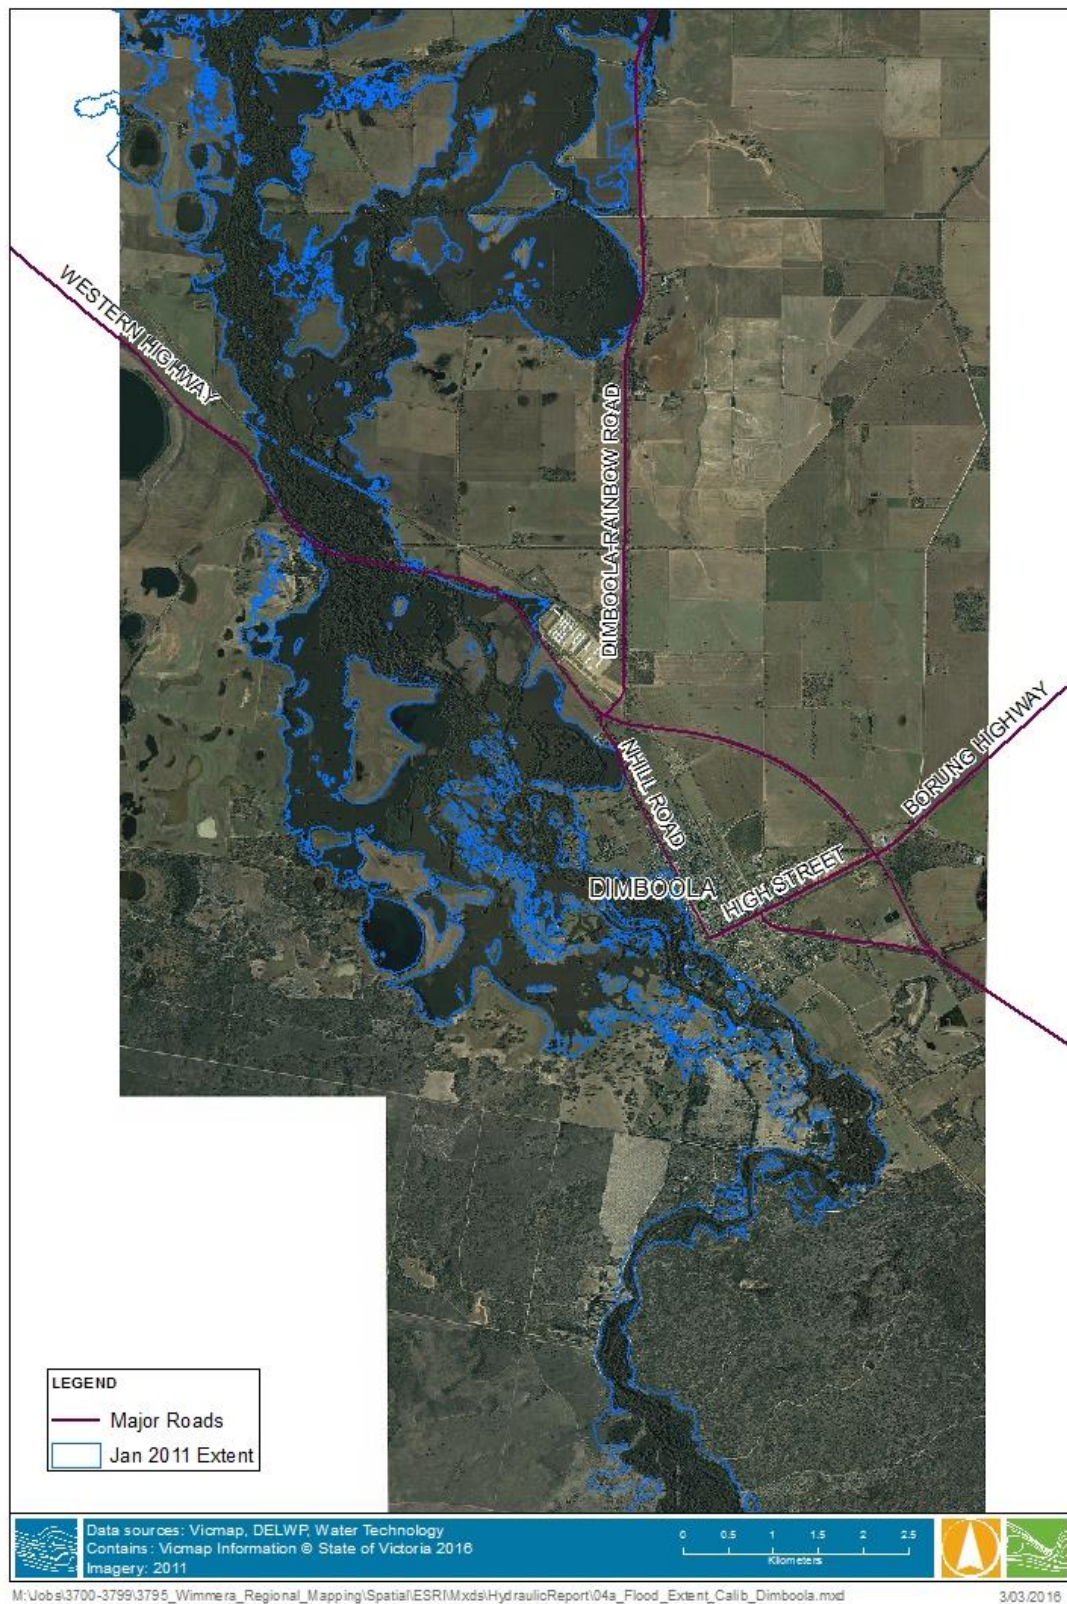 WESTERN HIGHWAY
DIMBOOLA-RAINBOW ROAD
BORUNG HIGHWAY
NHILL ROAD
HIGH STREET
DIMBOOLA
LEGEND
Major Roads
Jan 2011 Extent
Data sources: Vicmap, DELWP, Water Technology
Contains: Vicmap Information © State of Victoria 2016
Imagery: 2011
0 0.5 1 1.5 2 2.5
Kilometers
M:\Jobs\3700-3799\3795_Wimmera_Regional_Mapping\Spatial\ESRI\Mxds\HydraulicReport\04a_Flood_Extent_Calib_Dimboola.mxd
3/03/2016